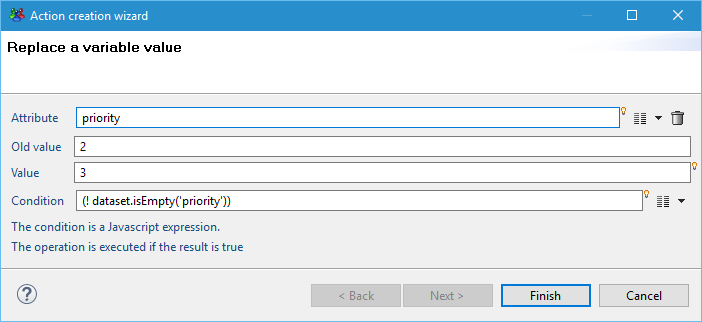 Action creation wizard
Replace a variable value
Attribute priority
Old value 2
Value 3
Condition (! dataset.isEmpty('priority'))
The condition is a Javascript expression.
The operation is executed if the result is true
? < Back Next > Finish Cancel